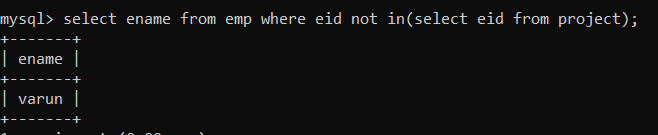 mysql> select ename from emp where eid not in(select eid from project);
+-------+
| ename |
+-------+
| varun |
+-------+